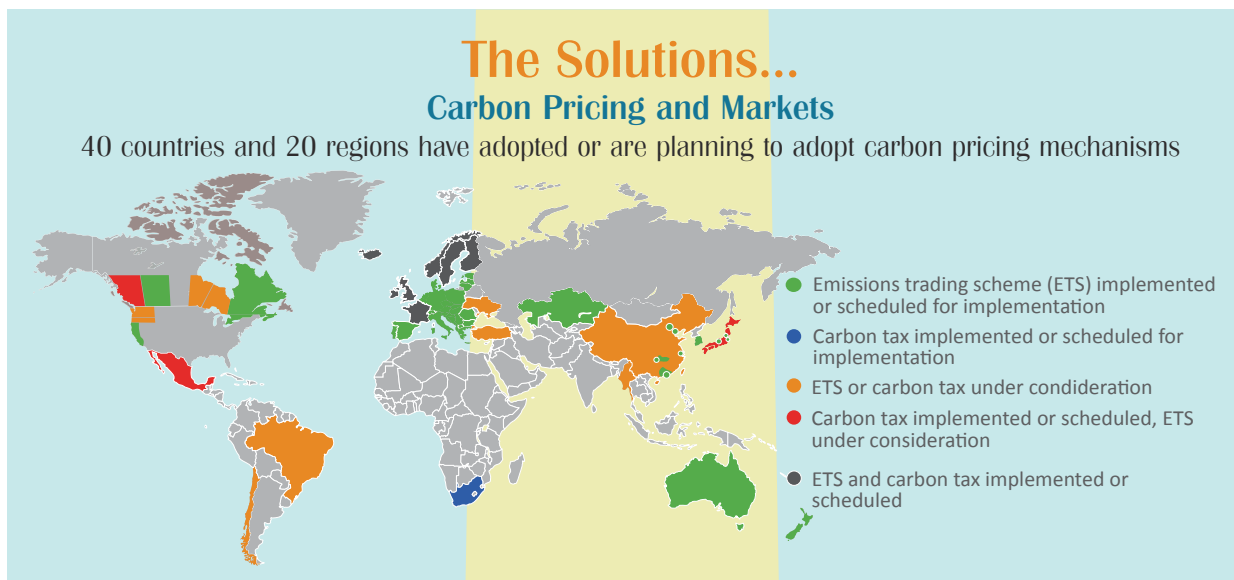 The Solutions...
Carbon Pricing and Markets
40 countries and 20 regions have adopted or are planning to adopt carbon pricing mechanisms
Emissions trading scheme (ETS) implemented
or scheduled for implementation
Carbon tax implemented or scheduled for
implementation
ETS or carbon tax under condideration
Carbon tax implemented or scheduled, ETS
under consideration
ETS and carbon tax implemented or
scheduled